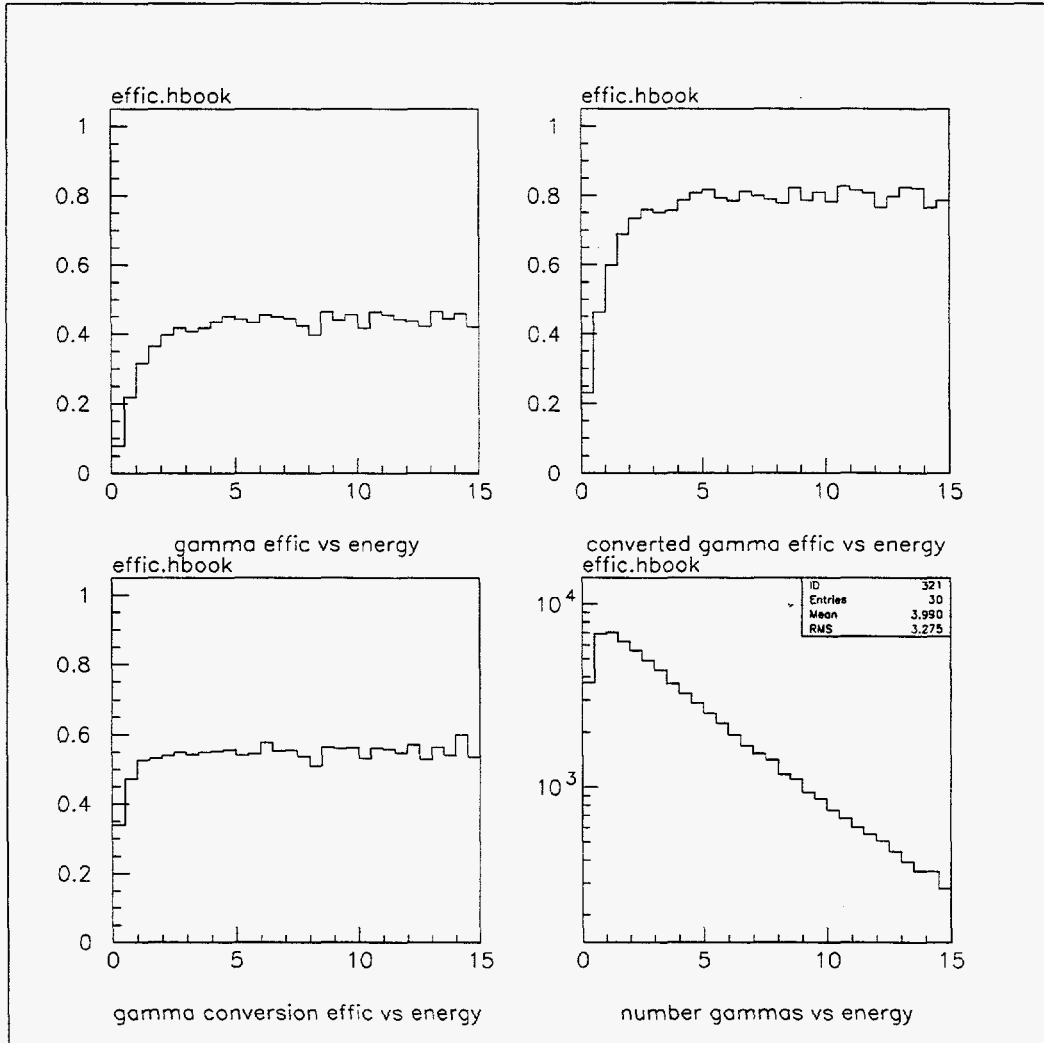 effic.hbook
1
0.8
0.6
0.4
0.2
0
0 5 10 15
gamma effic vs energy
effic.hbook
1
0.8
0.6
0.4
0.2
0
0 5 10 15
converted gamma effic vs energy
effic.hbook
1
0.8
0.6
0.4
0.2
0
0 5 10 15
gamma conversion effic vs energy
effic.hbook
ID 321
Entries 30
Mean 3.990
RMS 3.275
10^4
10^3
0 5 10 15
number gammas vs energy